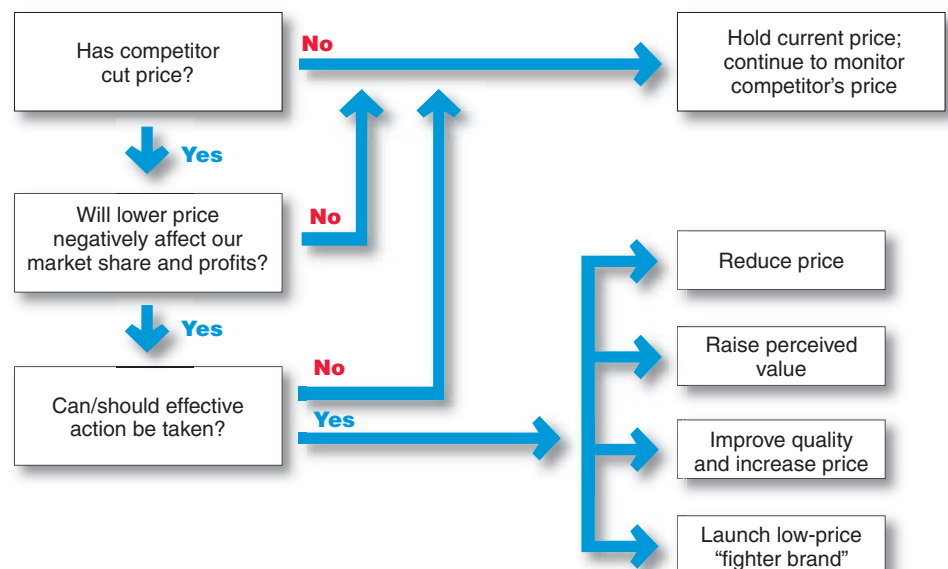 Has competitor
cut price?
No
Hold current price;
continue to monitor
competitor’s price
Yes
Will lower price
negatively affect our
market share and profits?
No
Reduce price
Yes
Raise perceived
value
Can/should effective
action be taken?
No
Yes
Improve quality
and increase price
Launch low-price
“fighter brand”